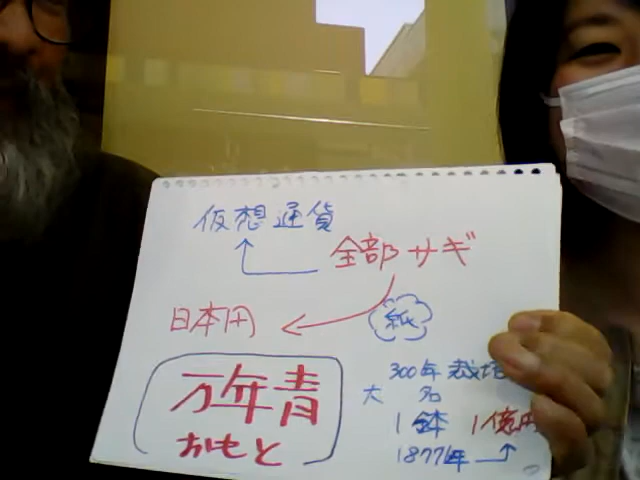 仮想通貨
全部サギ
日本円
紙
万年青
おもと
300年 栽培
大名
1鉢 1億円
1877年